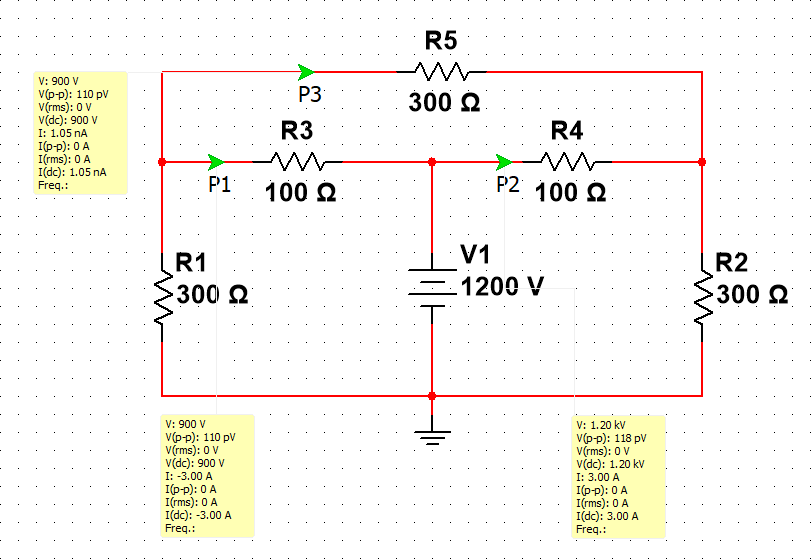 R5
P3
300 Ω
V: 900 V
V(p-p): 110 pV
V(rms): 0 V
V(dc): 900 V
I: 1.05 nA
I(p-p): 0 A
I(rms): 0 A
I(dc): 1.05 nA
Freq.:
R3
R4
P1
100 Ω
P2
100 Ω
R1
300 Ω
V1
1200 V
R2
300 Ω
V: 900 V
V(p-p): 110 pV
V(rms): 0 V
V(dc): 900 V
I: -3.00 A
I(p-p): 0 A
I(rms): 0 A
I(dc): -3.00 A
Freq.:
V: 1.20 kV
V(p-p): 118 pV
V(rms): 0 V
V(dc): 1.20 kV
I: 3.00 A
I(p-p): 0 A
I(rms): 0 A
I(dc): 3.00 A
Freq.: